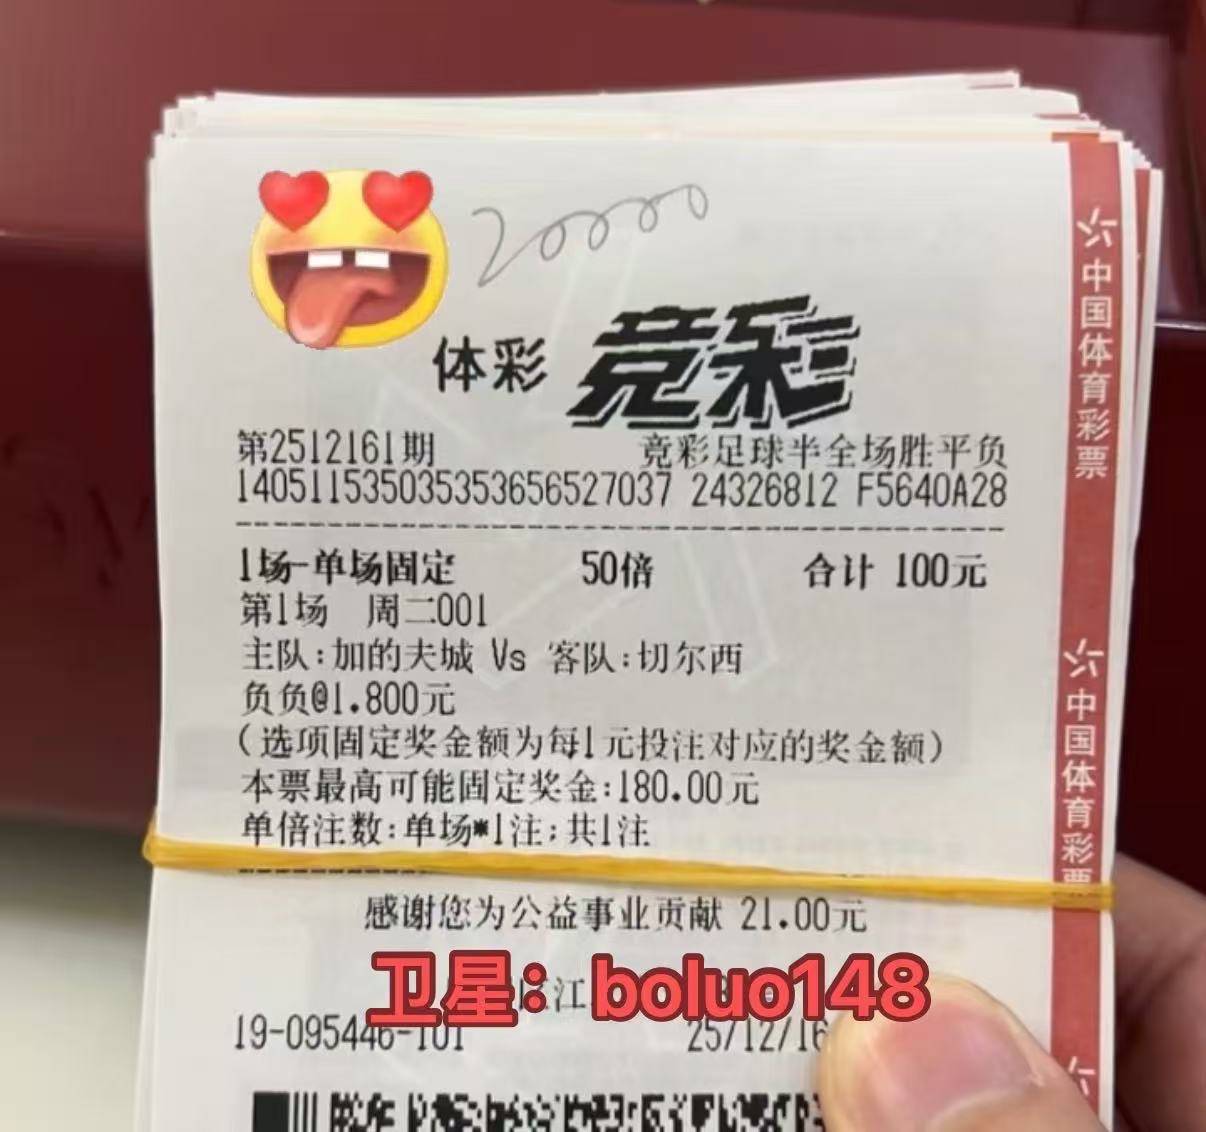 20000
体彩 竞彩
第2512161期 竞彩足球半全场胜平负
140511535035353656527037 24326812 F5640A28
1场-单场固定 50倍 合计 100元
第1场 周二001
主队:加的夫城 Vs 客队:切尔西
负负@1.800元
(选项固定奖金额为每1元投注对应的奖金额)
本票最高可能固定奖金:180.00元
单倍注数:单场*1注;共1注
感谢您为公益事业贡献 21.00元
卫星：boluo148
江
19-095446-101 25/12/16
中国体育彩票
中国体育彩票